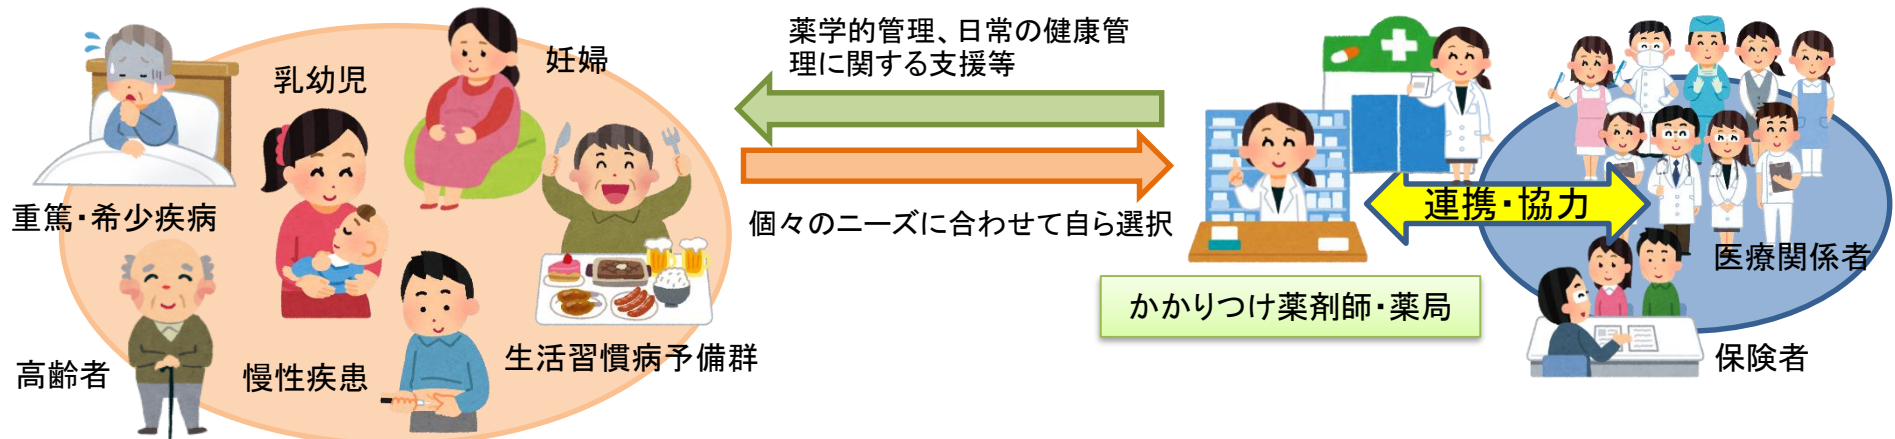 薬学的管理、日常の健康管
理に関する支援等
妊婦
乳幼児
重篤・希少疾病
個々のニーズに合わせて自ら選択
連携・協力
医療関係者
かかりつけ薬剤師・薬局
生活習慣病予備群
保険者
高齢者
慢性疾患